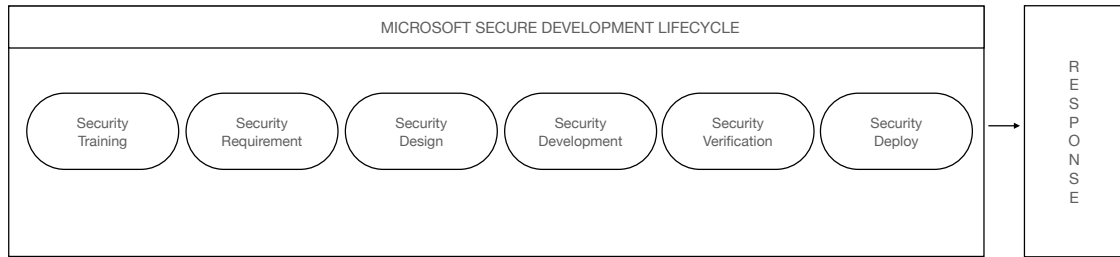 MICROSOFT SECURE DEVELOPMENT LIFECYCLE
Security
Training
Security
Requirement
Security
Design
Security
Development
Security
Verification
Security
Deploy
R
E
S
P
O
N
S
E